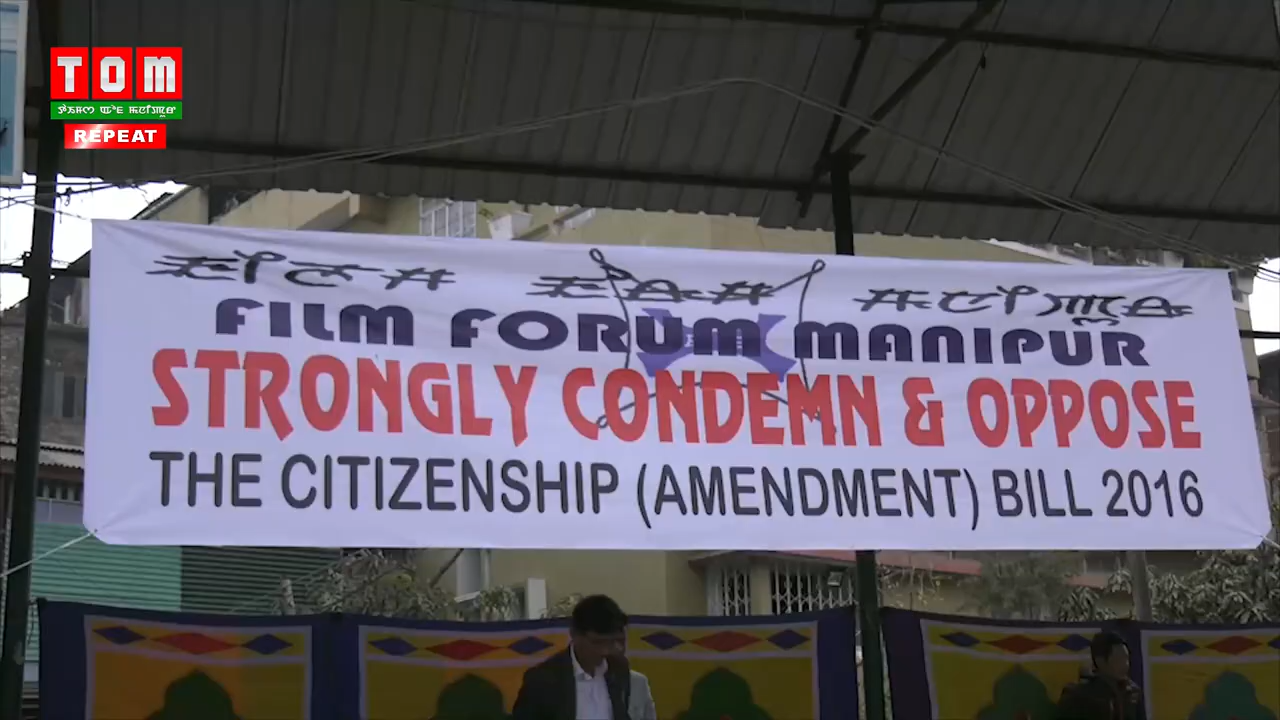 TOM
REPEAT
FILM FORUM MANIPUR
STRONGLY CONDEMN & OPPOSE
THE CITIZENSHIP (AMENDMENT) BILL 2016